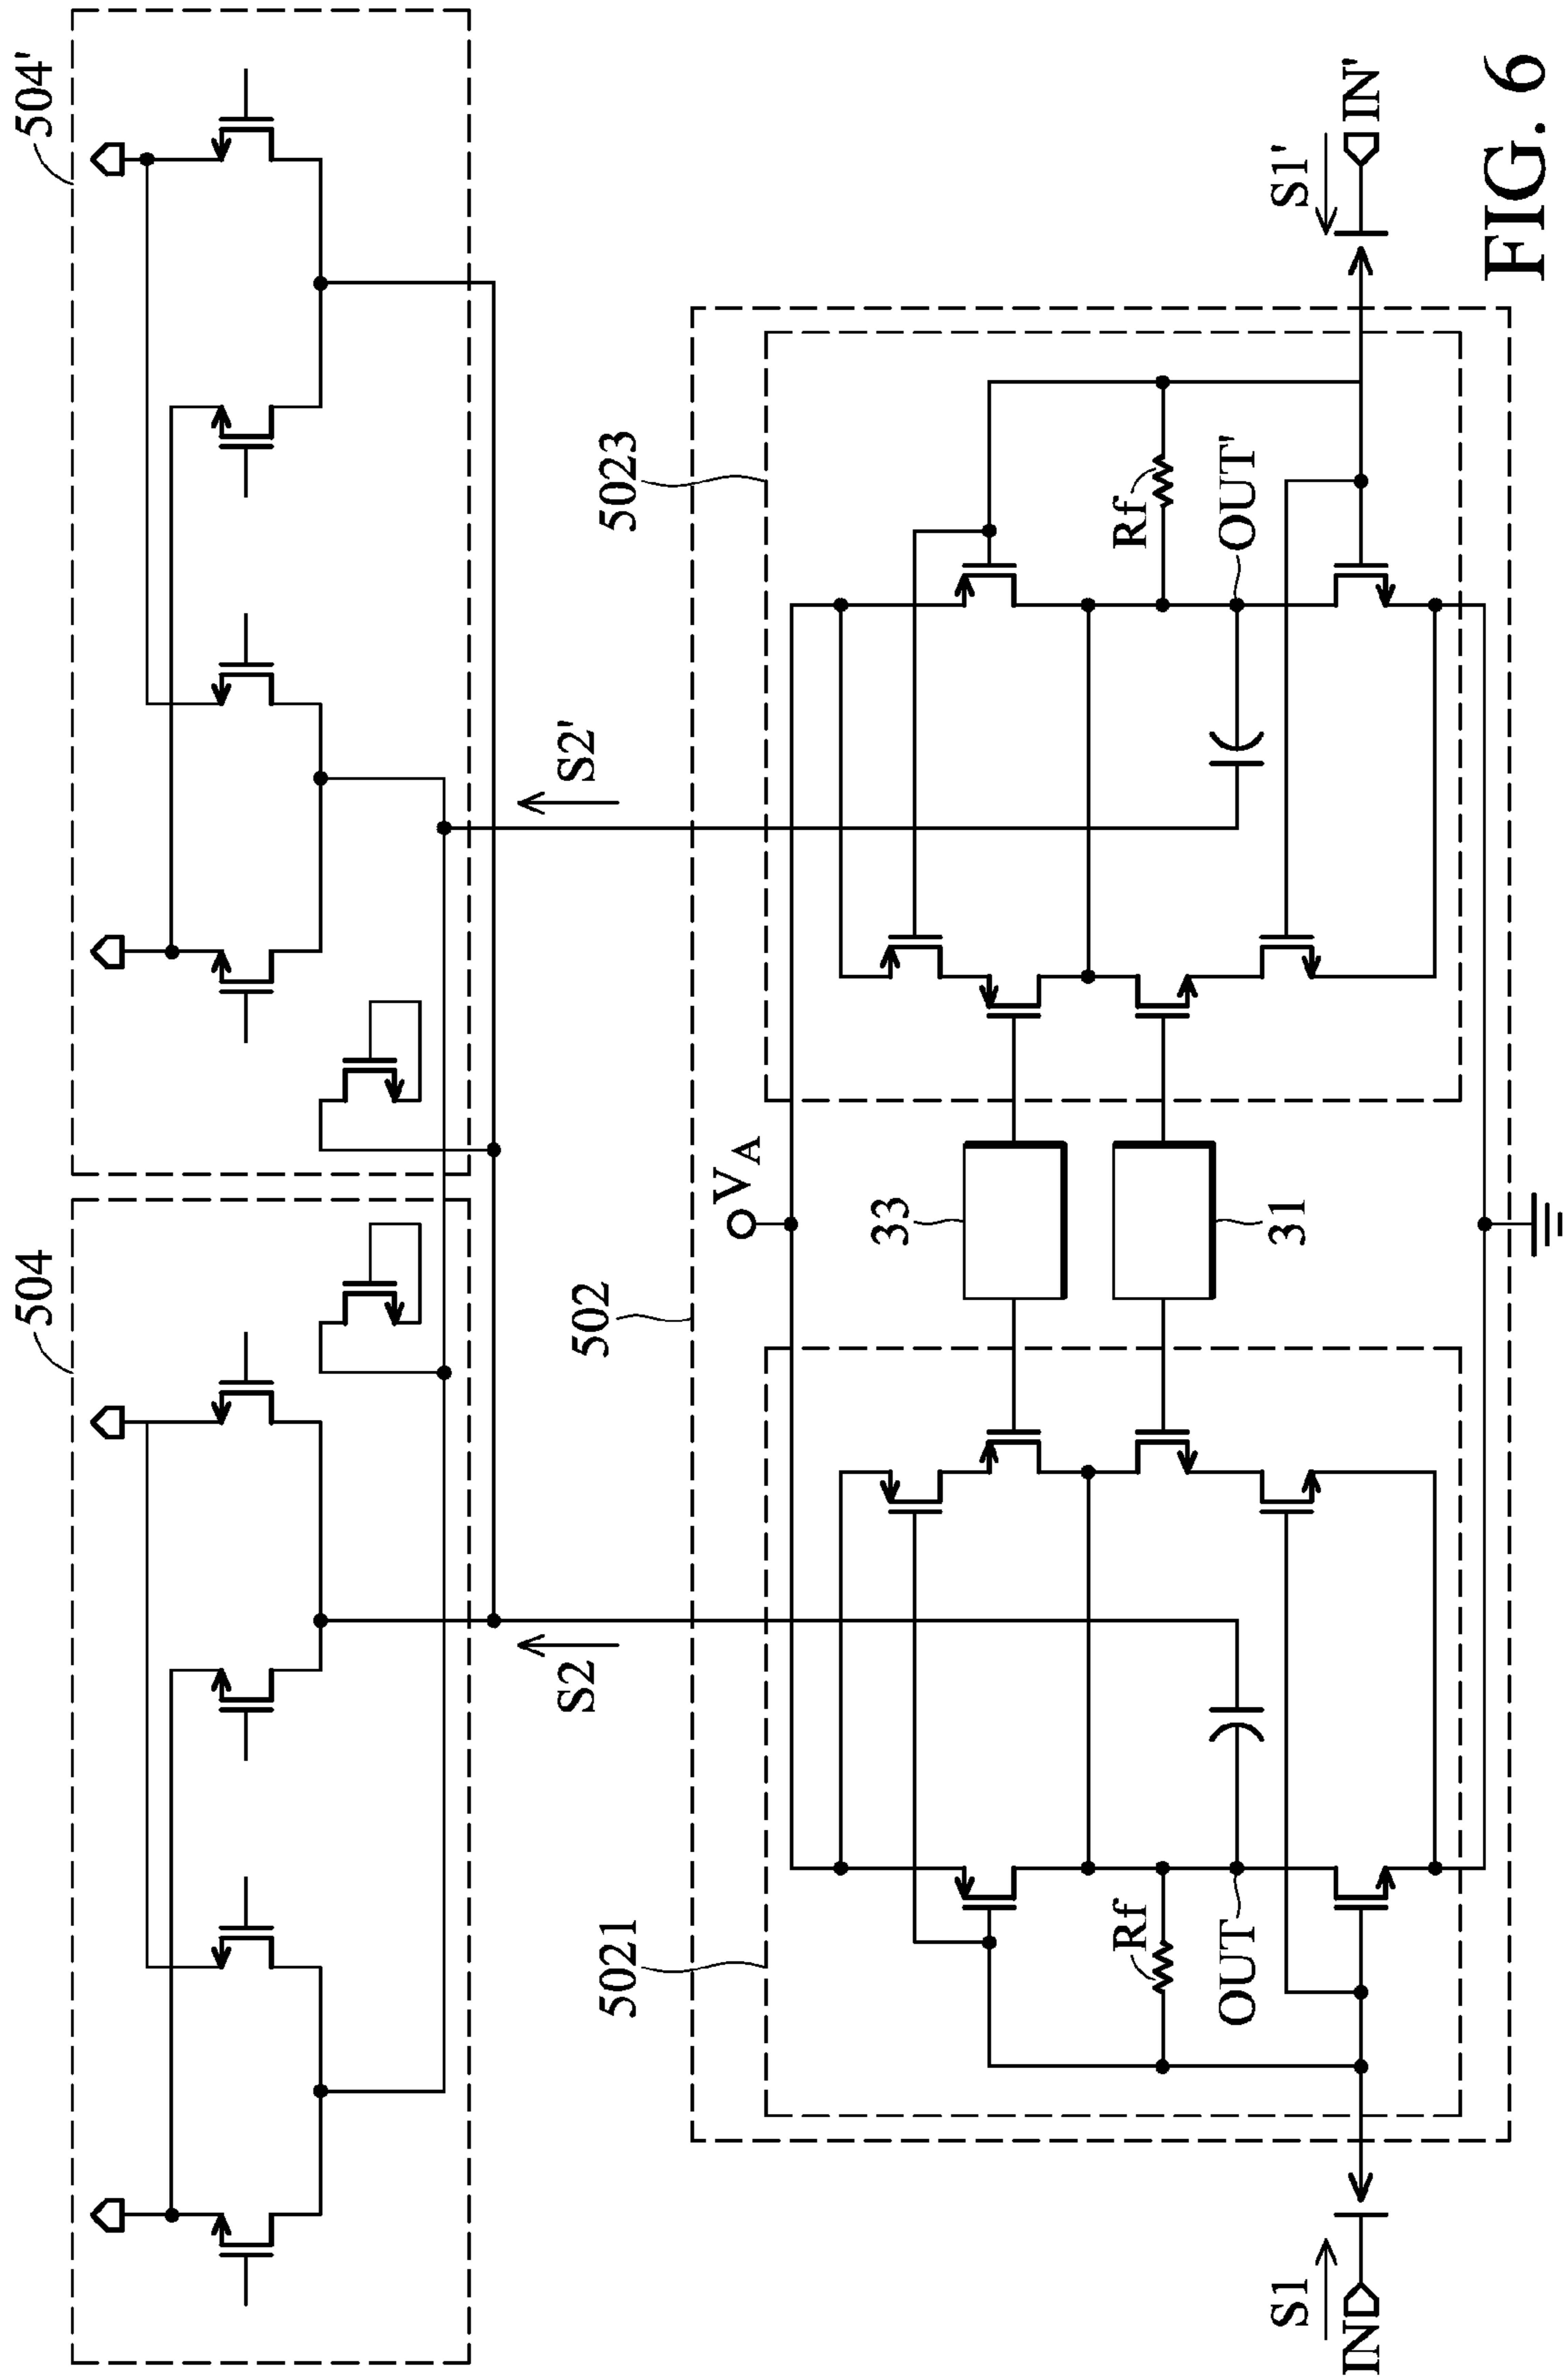 504
504'
S2
S2'
502
5021
5023
VA
33
Rf
Rf
OUT
OUT'
31
S1
S1'
IN
IN'
FIG. 6